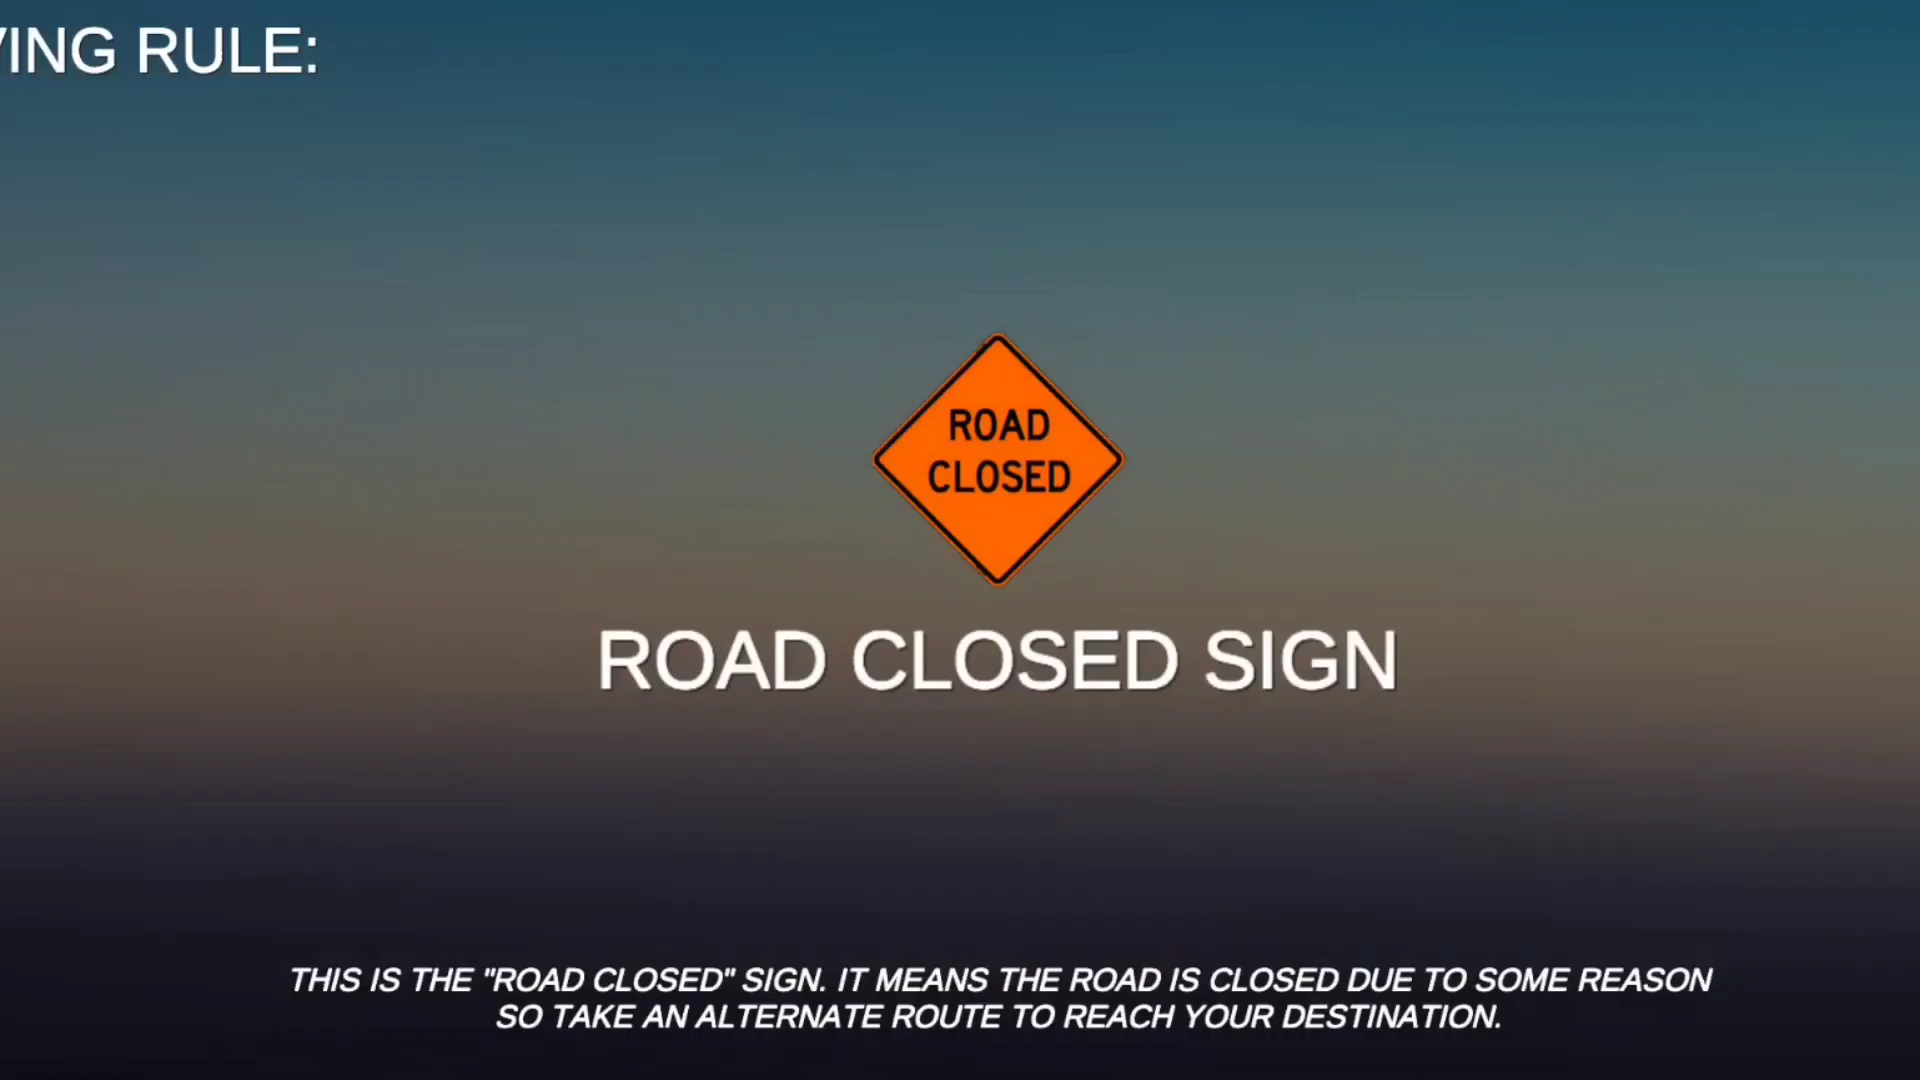 RULE:
ROAD
CLOSED
ROAD CLOSED SIGN
THIS IS THE "ROAD CLOSED" SIGN. IT MEANS THE ROAD IS CLOSED DUE TO SOME REASON
SO TAKE AN ALTERNATE ROUTE TO REACH YOUR DESTINATION.